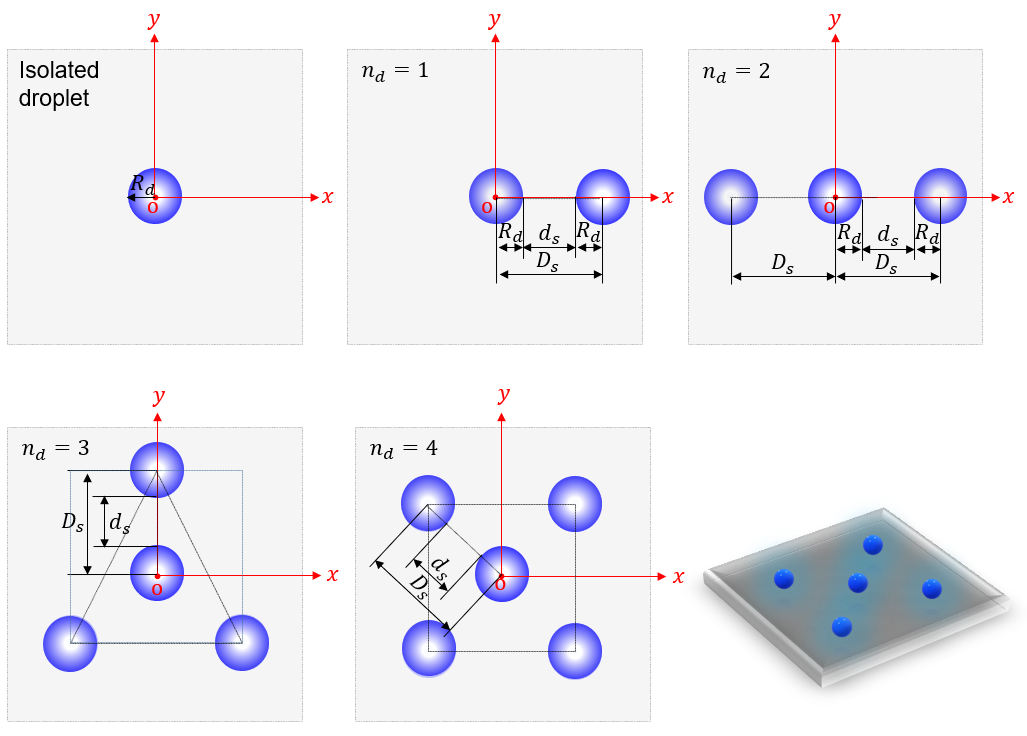 y
Isolated
droplet
R_d
o
x
y
n_d = 1
o
x
R_d
d_s
R_d
D_s
y
n_d = 2
o
x
R_d
d_s
R_d
D_s
D_s
y
n_d = 3
D_s
d_s
o
x
y
n_d = 4
d_s
D_s
o
x